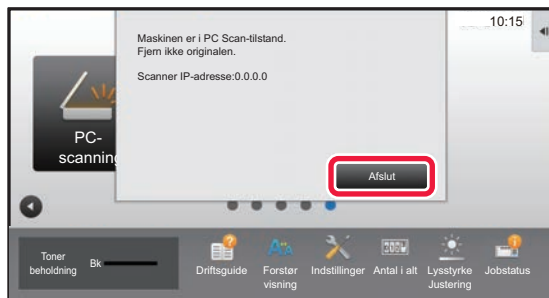 10:15
Maskinen er i PC Scan-tilstand.
Fjern ikke originalen.
Scanner IP-adresse:0.0.0.0
PC-
scanning
Afslut
Toner
beholdning
Bk
Driftsguide
Forstør
visning
Indstillinger
Antal i alt
Lysstyrke
Justering
Jobstatus